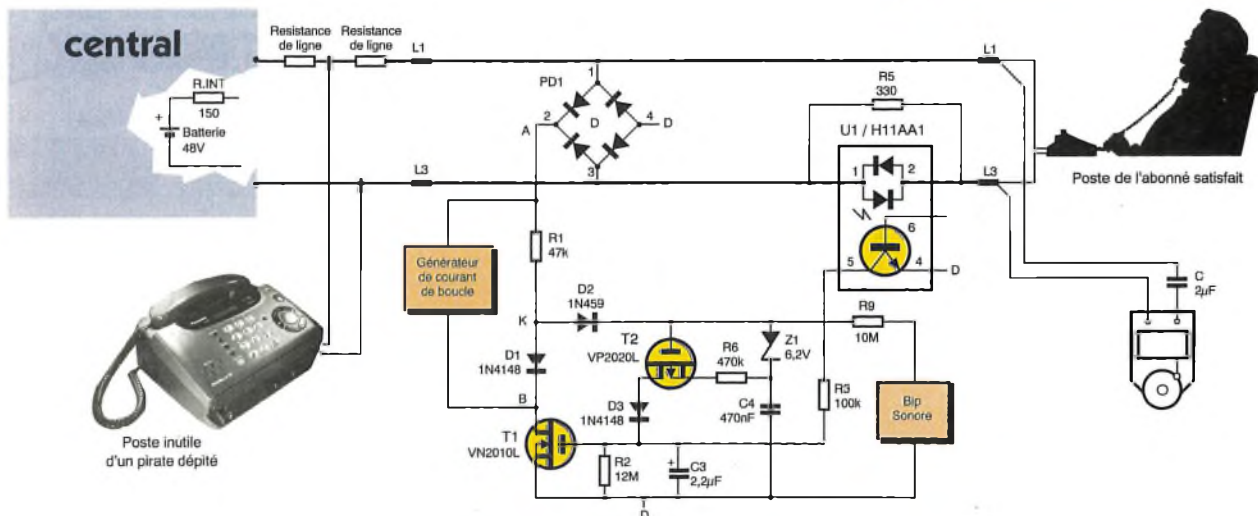 central
R.INT
150
+
Batterie
48V
Resistance
de ligne
Resistance
de ligne
L1
L3
PD1
1
2
3
4
A
D
D
R5
330
U1 / H11AA1
1
2
6
5
4
D
L1
L3
Poste de l'abonné satisfait
C
2µF
R1
47k
Générateur
de courant
de boucle
K
D2
1N459
D1
1N4148
B
T1
VN2010L
T2
VP2020L
D3
1N4148
R6
470k
Z1
6,2V
C4
470nF
R3
100k
R9
10M
Bip
Sonore
R2
12M
+
C3
2,2µF
D
Poste inutile
d'un pirate dépité